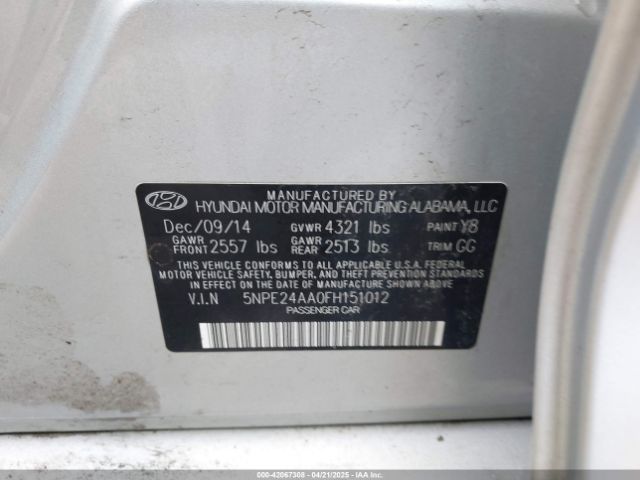 MANUFACTURED BY
HYUNDAI MOTOR MANUFACTURING ALABAMA, LLC
Dec/09/14 GVWR 4321 lbs PAINT Y8
GAWR FRONT 2557 lbs GAWR REAR 2513 lbs TRIM GG
THIS VEHICLE CONFORMS TO ALL APPLICABLE U.S.A. FEDERAL
MOTOR VEHICLE SAFETY, BUMPER, AND THEFT PREVENTION
STANDARDS IN EFFECT ON THE DATE OF MANUFACTURE SHOWN ABOVE
V.I.N 5NPE24AA0FH151012
PASSENGER CAR
000-42067308 - 04/21/2025 - IAAI.COM